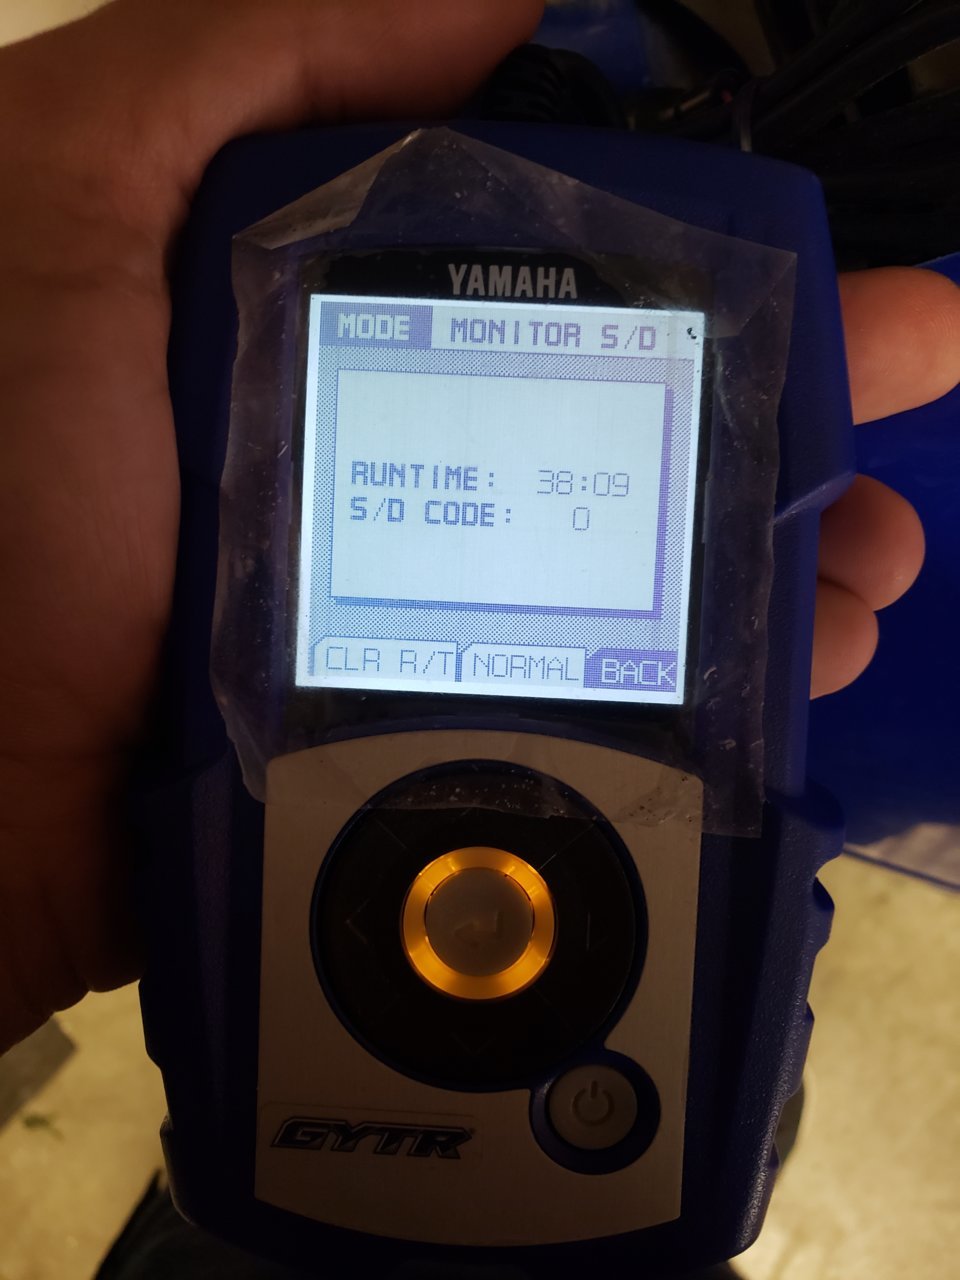 YAMAHA
MODE MONITOR S/D
RUNTIME: 38:09
S/D CODE: 0
CLR R/T NORMAL BACK
GYTR